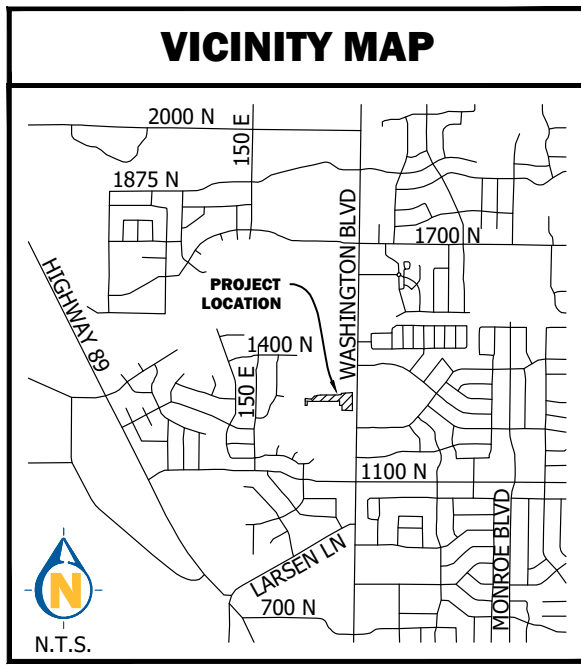 VICINITY MAP
2000 N
150 E
1875 N
WASHINGTON BLVD
1700 N
HIGHWAY 89
PROJECT
LOCATION
1400 N
150 E
1100 N
MONROE BLVD
LARSEN LN
700 N
N
N.T.S.